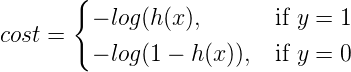 cost = { −log(h(x), if y = 1
−log(1 − h(x)), if y = 0